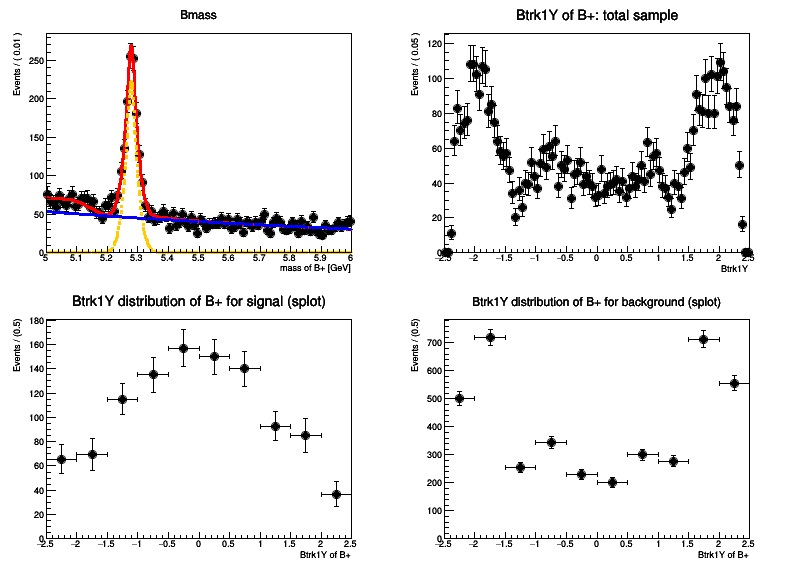 Bmass
Events / ( 0.01 )
250
200
150
100
50
0
5 5.1 5.2 5.3 5.4 5.5 5.6 5.7 5.8 5.9 6
mass of B+ [GeV]
Btrk1Y of B+: total sample
Events / ( 0.05 )
120
100
80
60
40
20
0
−2.5 −2 −1.5 −1 −0.5 0 0.5 1 1.5 2 2.5
Btrk1Y
Btrk1Y distribution of B+ for signal (splot)
Events / (0.5)
180
160
140
120
100
80
60
40
20
0
−2.5 −2 −1.5 −1 −0.5 0 0.5 1 1.5 2 2.5
Btrk1Y of B+
Btrk1Y distribution of B+ for background (splot)
Events / (0.5)
700
600
500
400
300
200
100
0
−2.5 −2 −1.5 −1 −0.5 0 0.5 1 1.5 2 2.5
Btrk1Y of B+